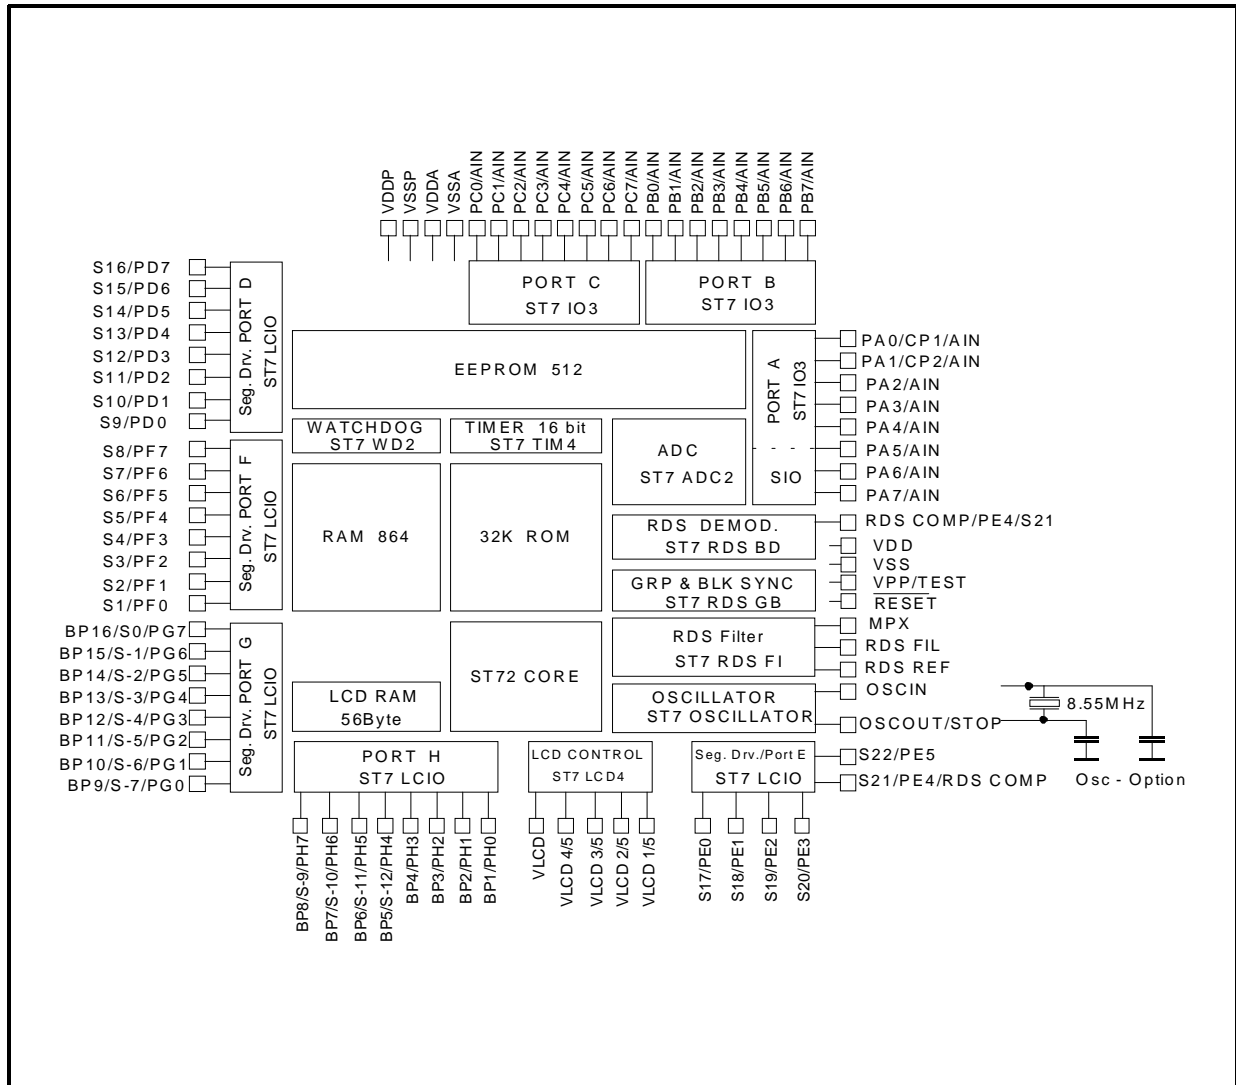 VDDP
VSSP
VDDA
VSSA
PC0/AIN
PC1/AIN
PC2/AIN
PC3/AIN
PC4/AIN
PC5/AIN
PC6/AIN
PC7/AIN
PB0/AIN
PB1/AIN
PB2/AIN
PB3/AIN
PB4/AIN
PB5/AIN
PB6/AIN
PB7/AIN
S16/PD7
S15/PD6
S14/PD5
S13/PD4
S12/PD3
S11/PD2
S10/PD1
S9/PD0
Seg. Drv. PORT D
ST7 LCIO
PORT C
ST7 IO3
PORT B
ST7 IO3
EEPROM 512
PORT A
ST7 IO3
SIO
PA0/CP1/AIN
PA1/CP2/AIN
PA2/AIN
PA3/AIN
PA4/AIN
PA5/AIN
PA6/AIN
PA7/AIN
S8/PF7
S7/PF6
S6/PF5
S5/PF4
S4/PF3
S3/PF2
S2/PF1
S1/PF0
Seg. Drv. PORT F
ST7 LCIO
WATCHDOG
ST7 WD2
TIMER 16 bit
ST7 TIM4
ADC
ST7 ADC2
RAM 864
32K ROM
RDS DEMOD.
ST7 RDS BD
RDS COMP/PE4/S21
VDD
VSS
VPP/TEST
RESET
GRP & BLK SYNC
ST7 RDS GB
RDS Filter
ST7 RDS FI
MPX
RDS FIL
RDS REF
BP16/S0/PG7
BP15/S-1/PG6
BP14/S-2/PG5
BP13/S-3/PG4
BP12/S-4/PG3
BP11/S-5/PG2
BP10/S-6/PG1
BP9/S-7/PG0
Seg. Drv. PORT G
ST7 LCIO
ST72 CORE
LCD RAM
56Byte
OSCILLATOR
ST7 OSCILLATOR
OSCIN
OSCOUT/STOP
8.55MHz
Osc - Option
PORT H
ST7 LCIO
LCD CONTROL
ST7 LCD4
Seg. Drv./Port E
ST7 LCIO
S22/PE5
S21/PE4/RDS COMP
BP8/S-9/PH7
BP7/S-10/PH6
BP6/S-11/PH5
BP5/S-12/PH4
BP4/PH3
BP3/PH2
BP2/PH1
BP1/PH0
VLCD
VLCD 4/5
VLCD 3/5
VLCD 2/5
VLCD 1/5
S17/PE0
S18/PE1
S19/PE2
S20/PE3